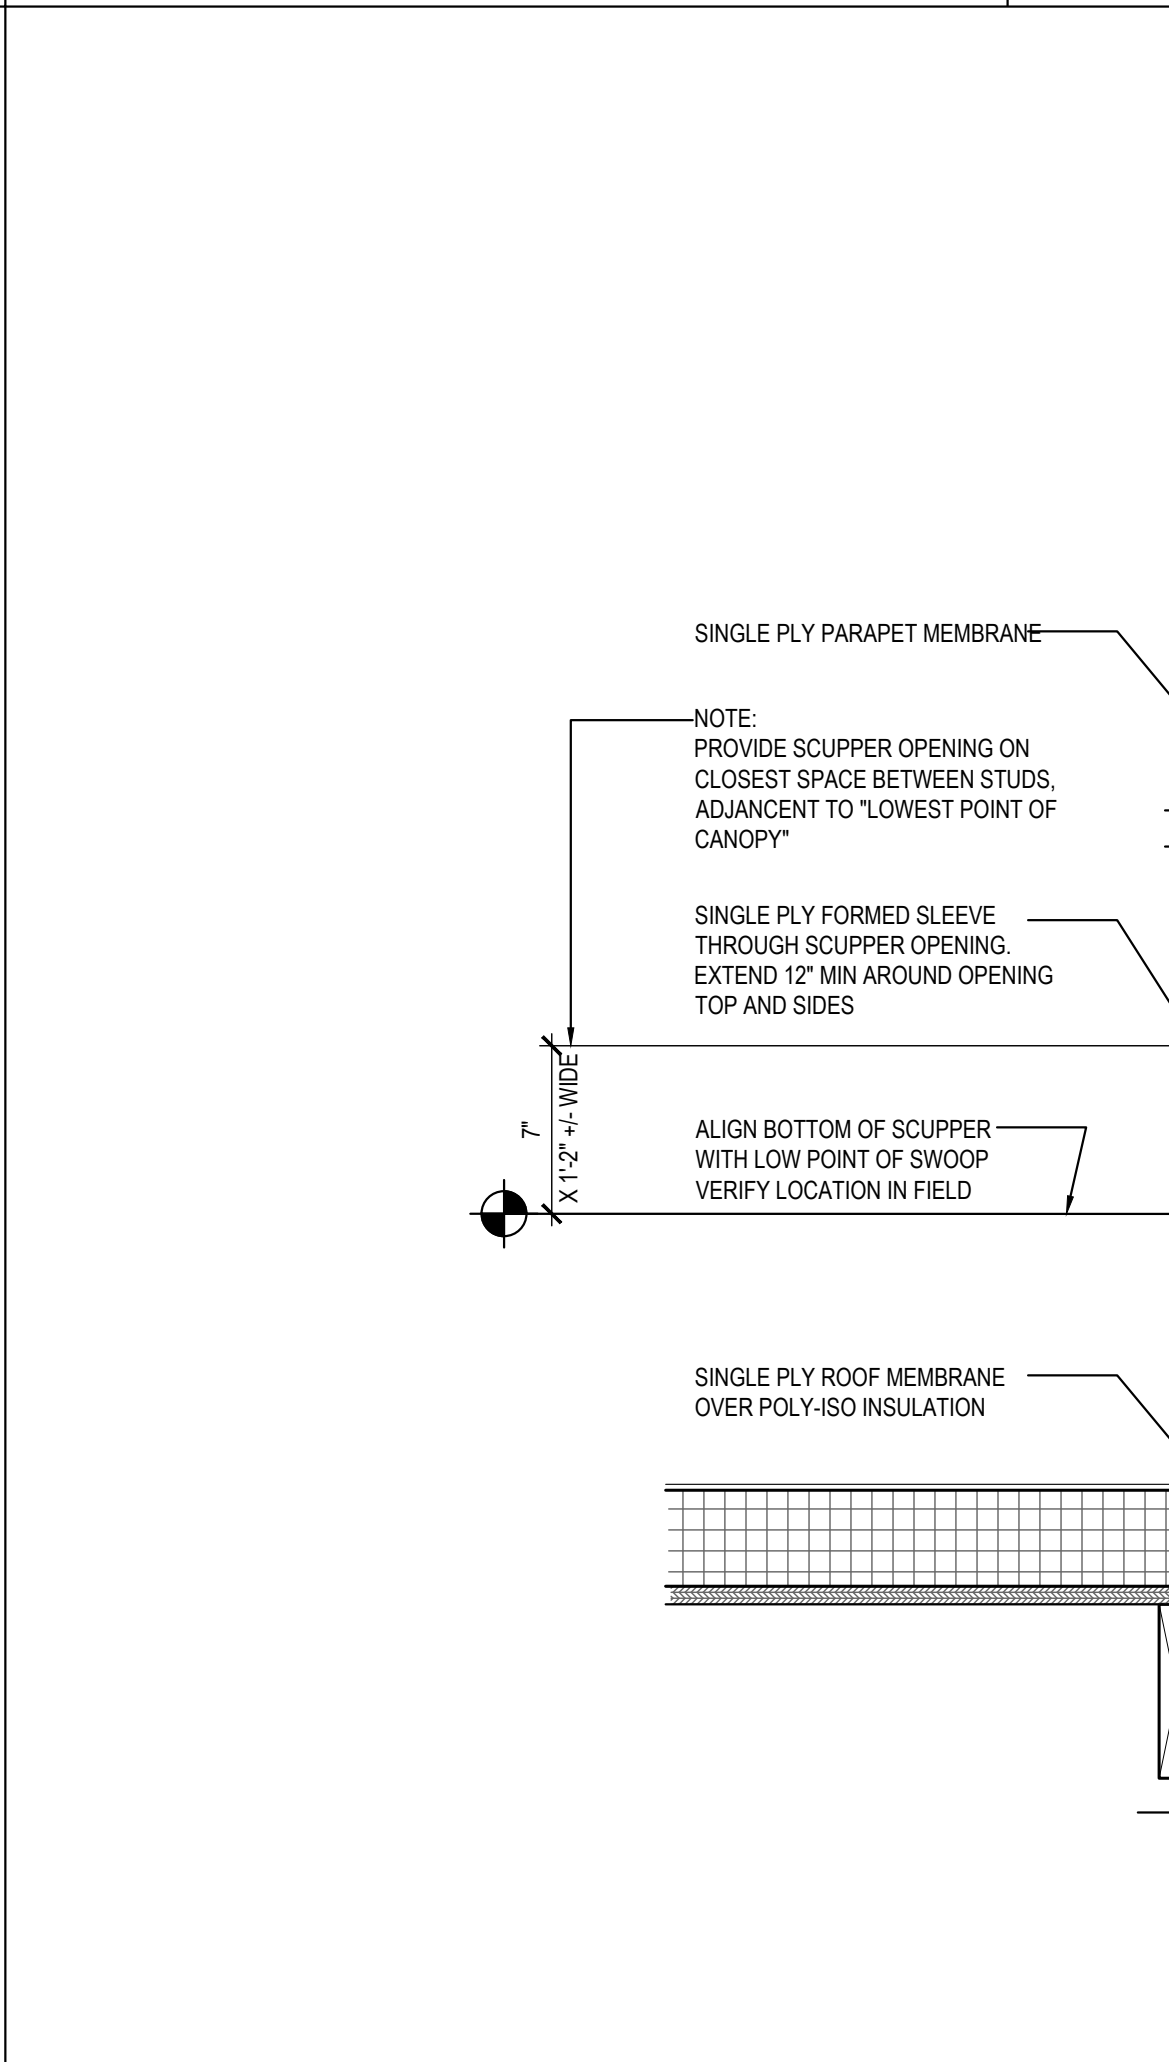 SINGLE PLY PARAPET MEMBRANE
NOTE:
PROVIDE SCUPPER OPENING ON
CLOSEST SPACE BETWEEN STUDS,
ADJANCENT TO "LOWEST POINT OF
CANOPY"
SINGLE PLY FORMED SLEEVE
THROUGH SCUPPER OPENING.
EXTEND 12" MIN AROUND OPENING
TOP AND SIDES
7"
X 1'-2" +/- WIDE
ALIGN BOTTOM OF SCUPPER
WITH LOW POINT OF SWOOP
VERIFY LOCATION IN FIELD
SINGLE PLY ROOF MEMBRANE
OVER POLY-ISO INSULATION